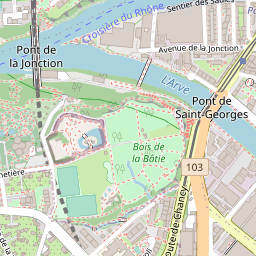 Sentier des Saules
Croisière du Rhône
Avenue de la Jonction
Pont de
la Jonction
L'Arve
Pont de
Saint-Georges
Bois de
la Bâtie
103
metière
oute de Chancy